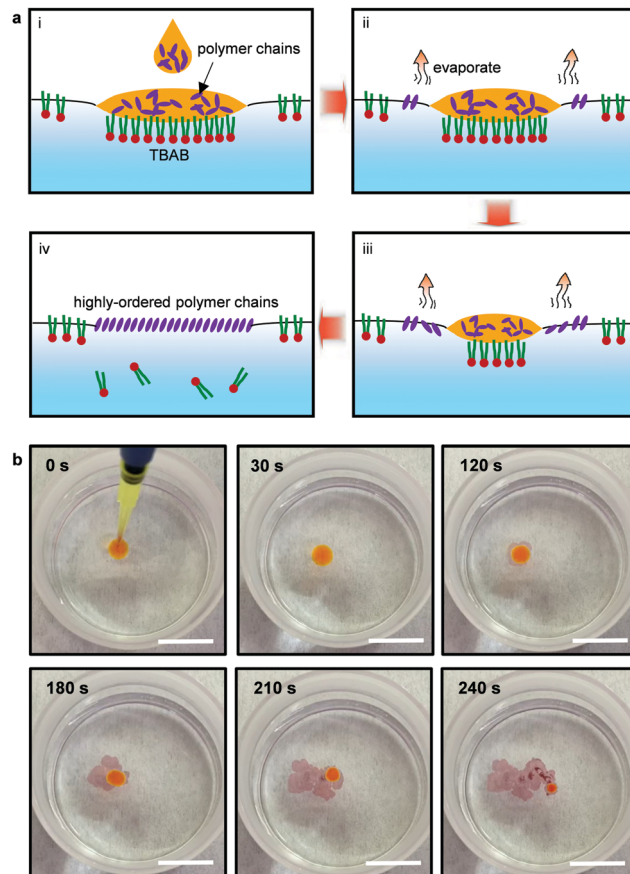 a
i
polymer chains
TBAB
ii
evaporate
iv
highly-ordered polymer chains
iii
b
0 s
30 s
120 s
180 s
210 s
240 s